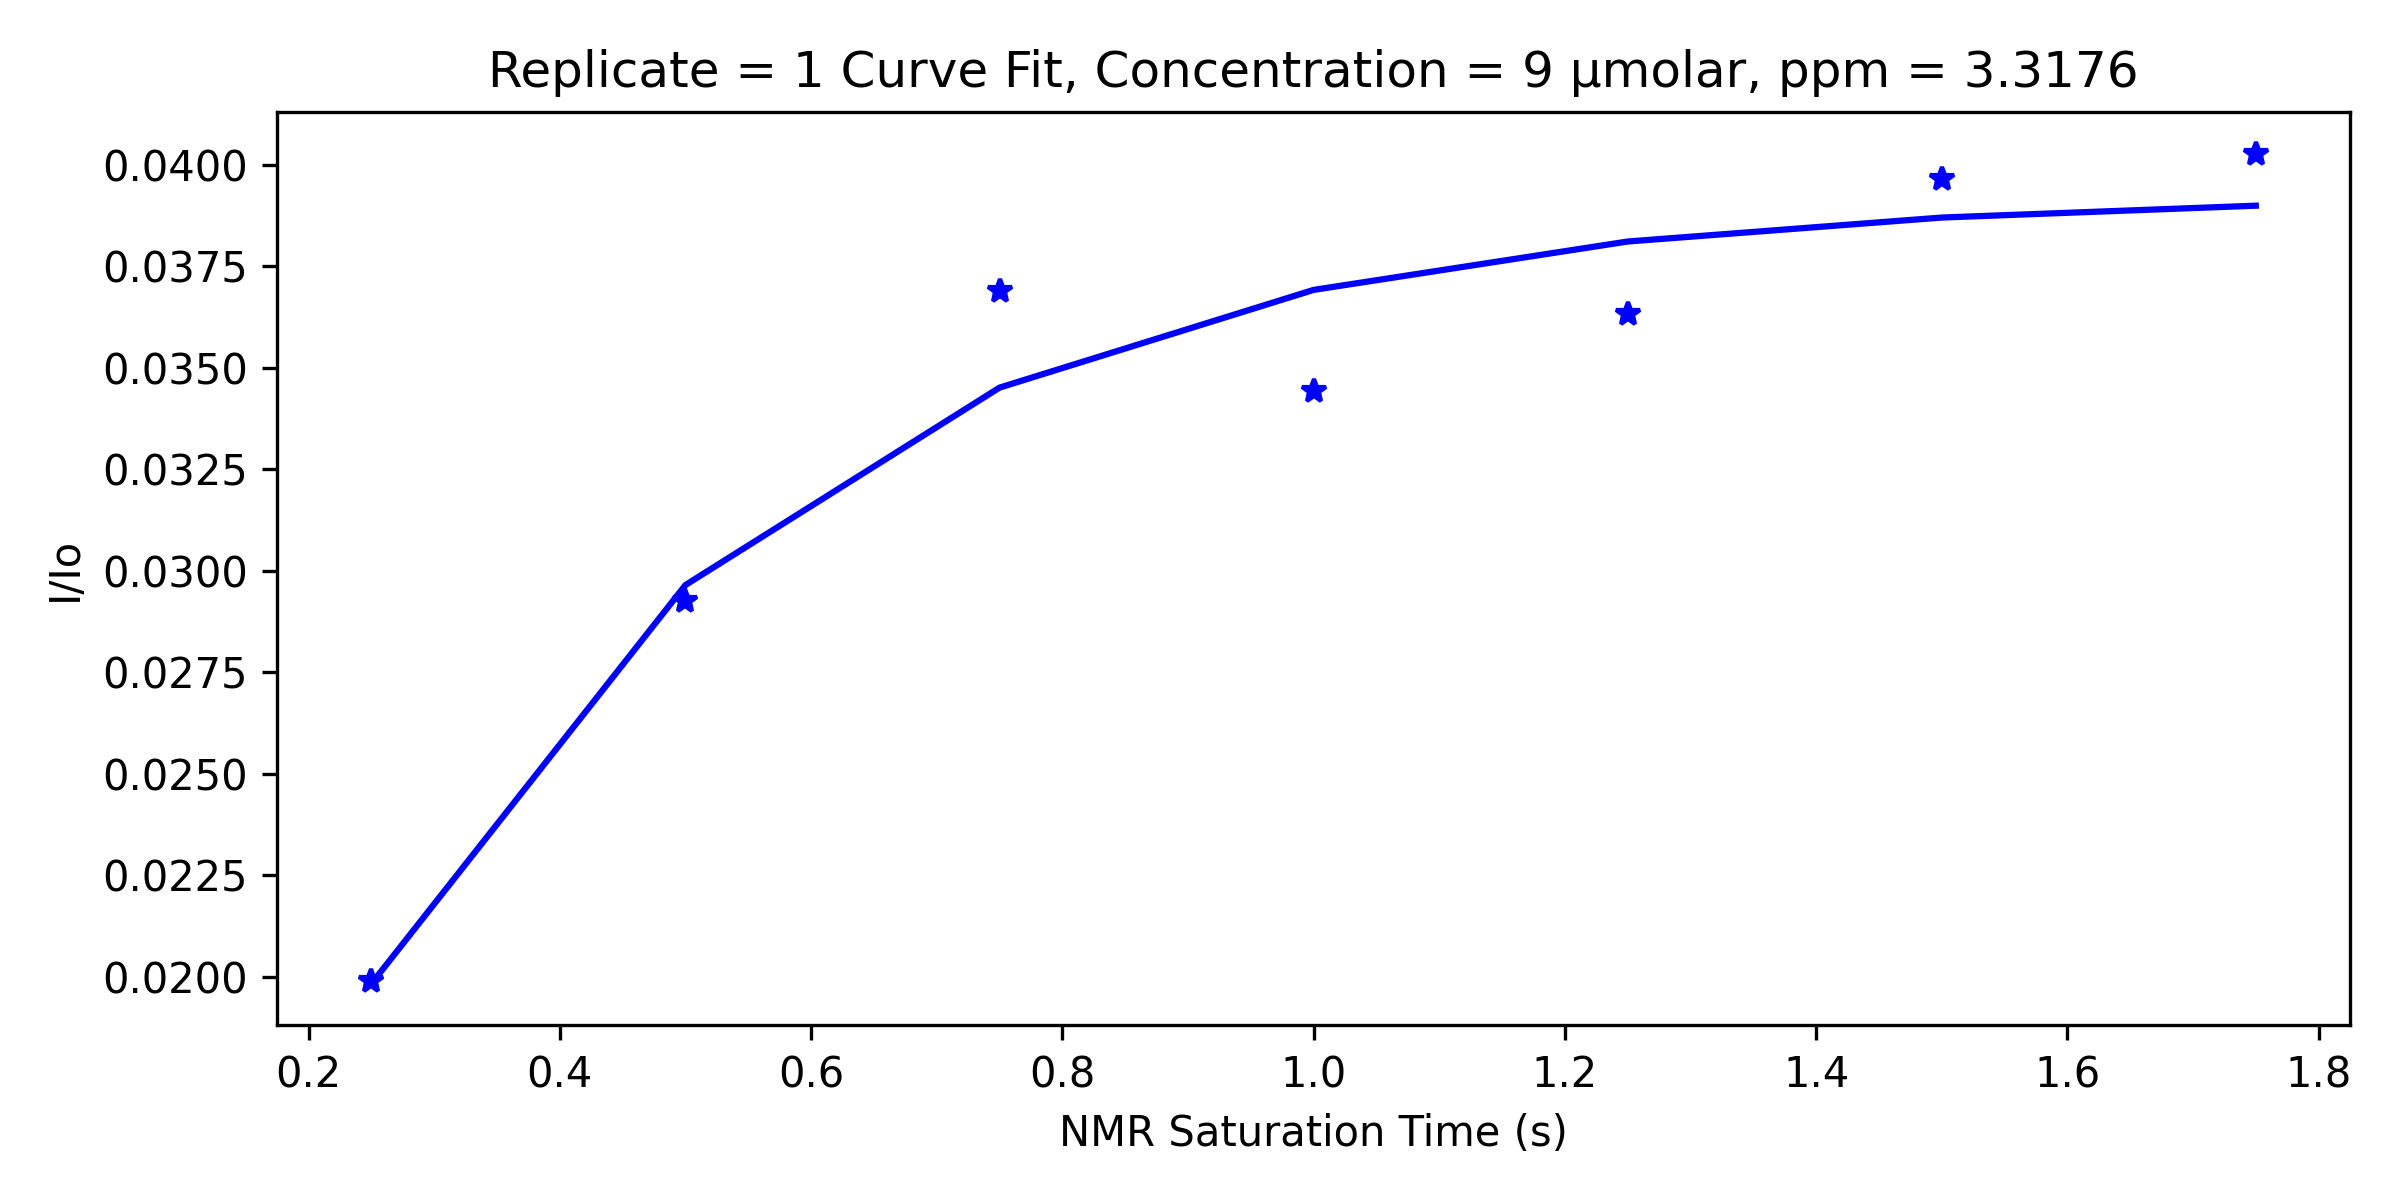 Replicate = 1 Curve Fit, Concentration = 9 μmolar, ppm = 3.3176
0.0400
0.0375
0.0350
0.0325
0.0300
0.0275
0.0250
0.0225
0.0200
I/Io
0.2 0.4 0.6 0.8 1.0 1.2 1.4 1.6 1.8
NMR Saturation Time (s)